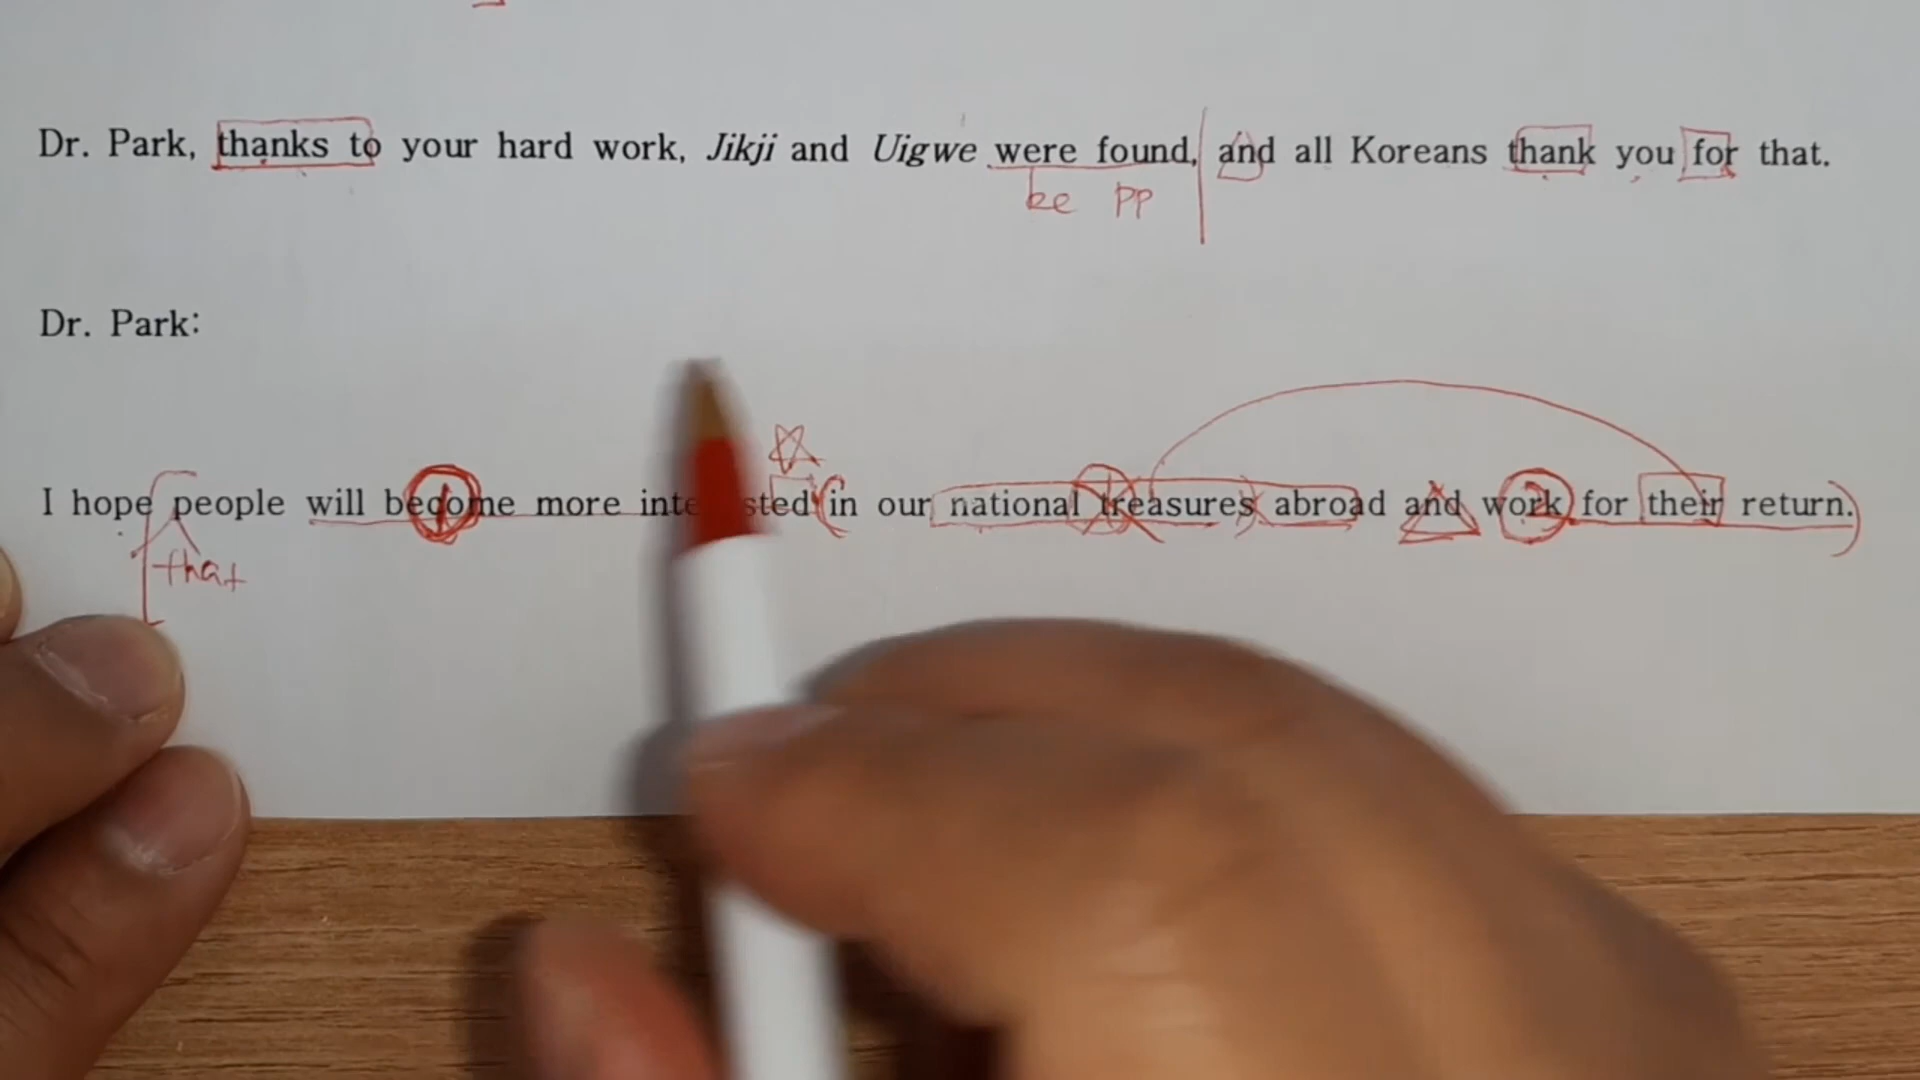 Dr. Park, thanks to your hard work, Jikji and Uigwe were found, and all Koreans thank you for that.
be pp
Dr. Park:
I hope people will become more in our national treasures abroad and work for their return.
that